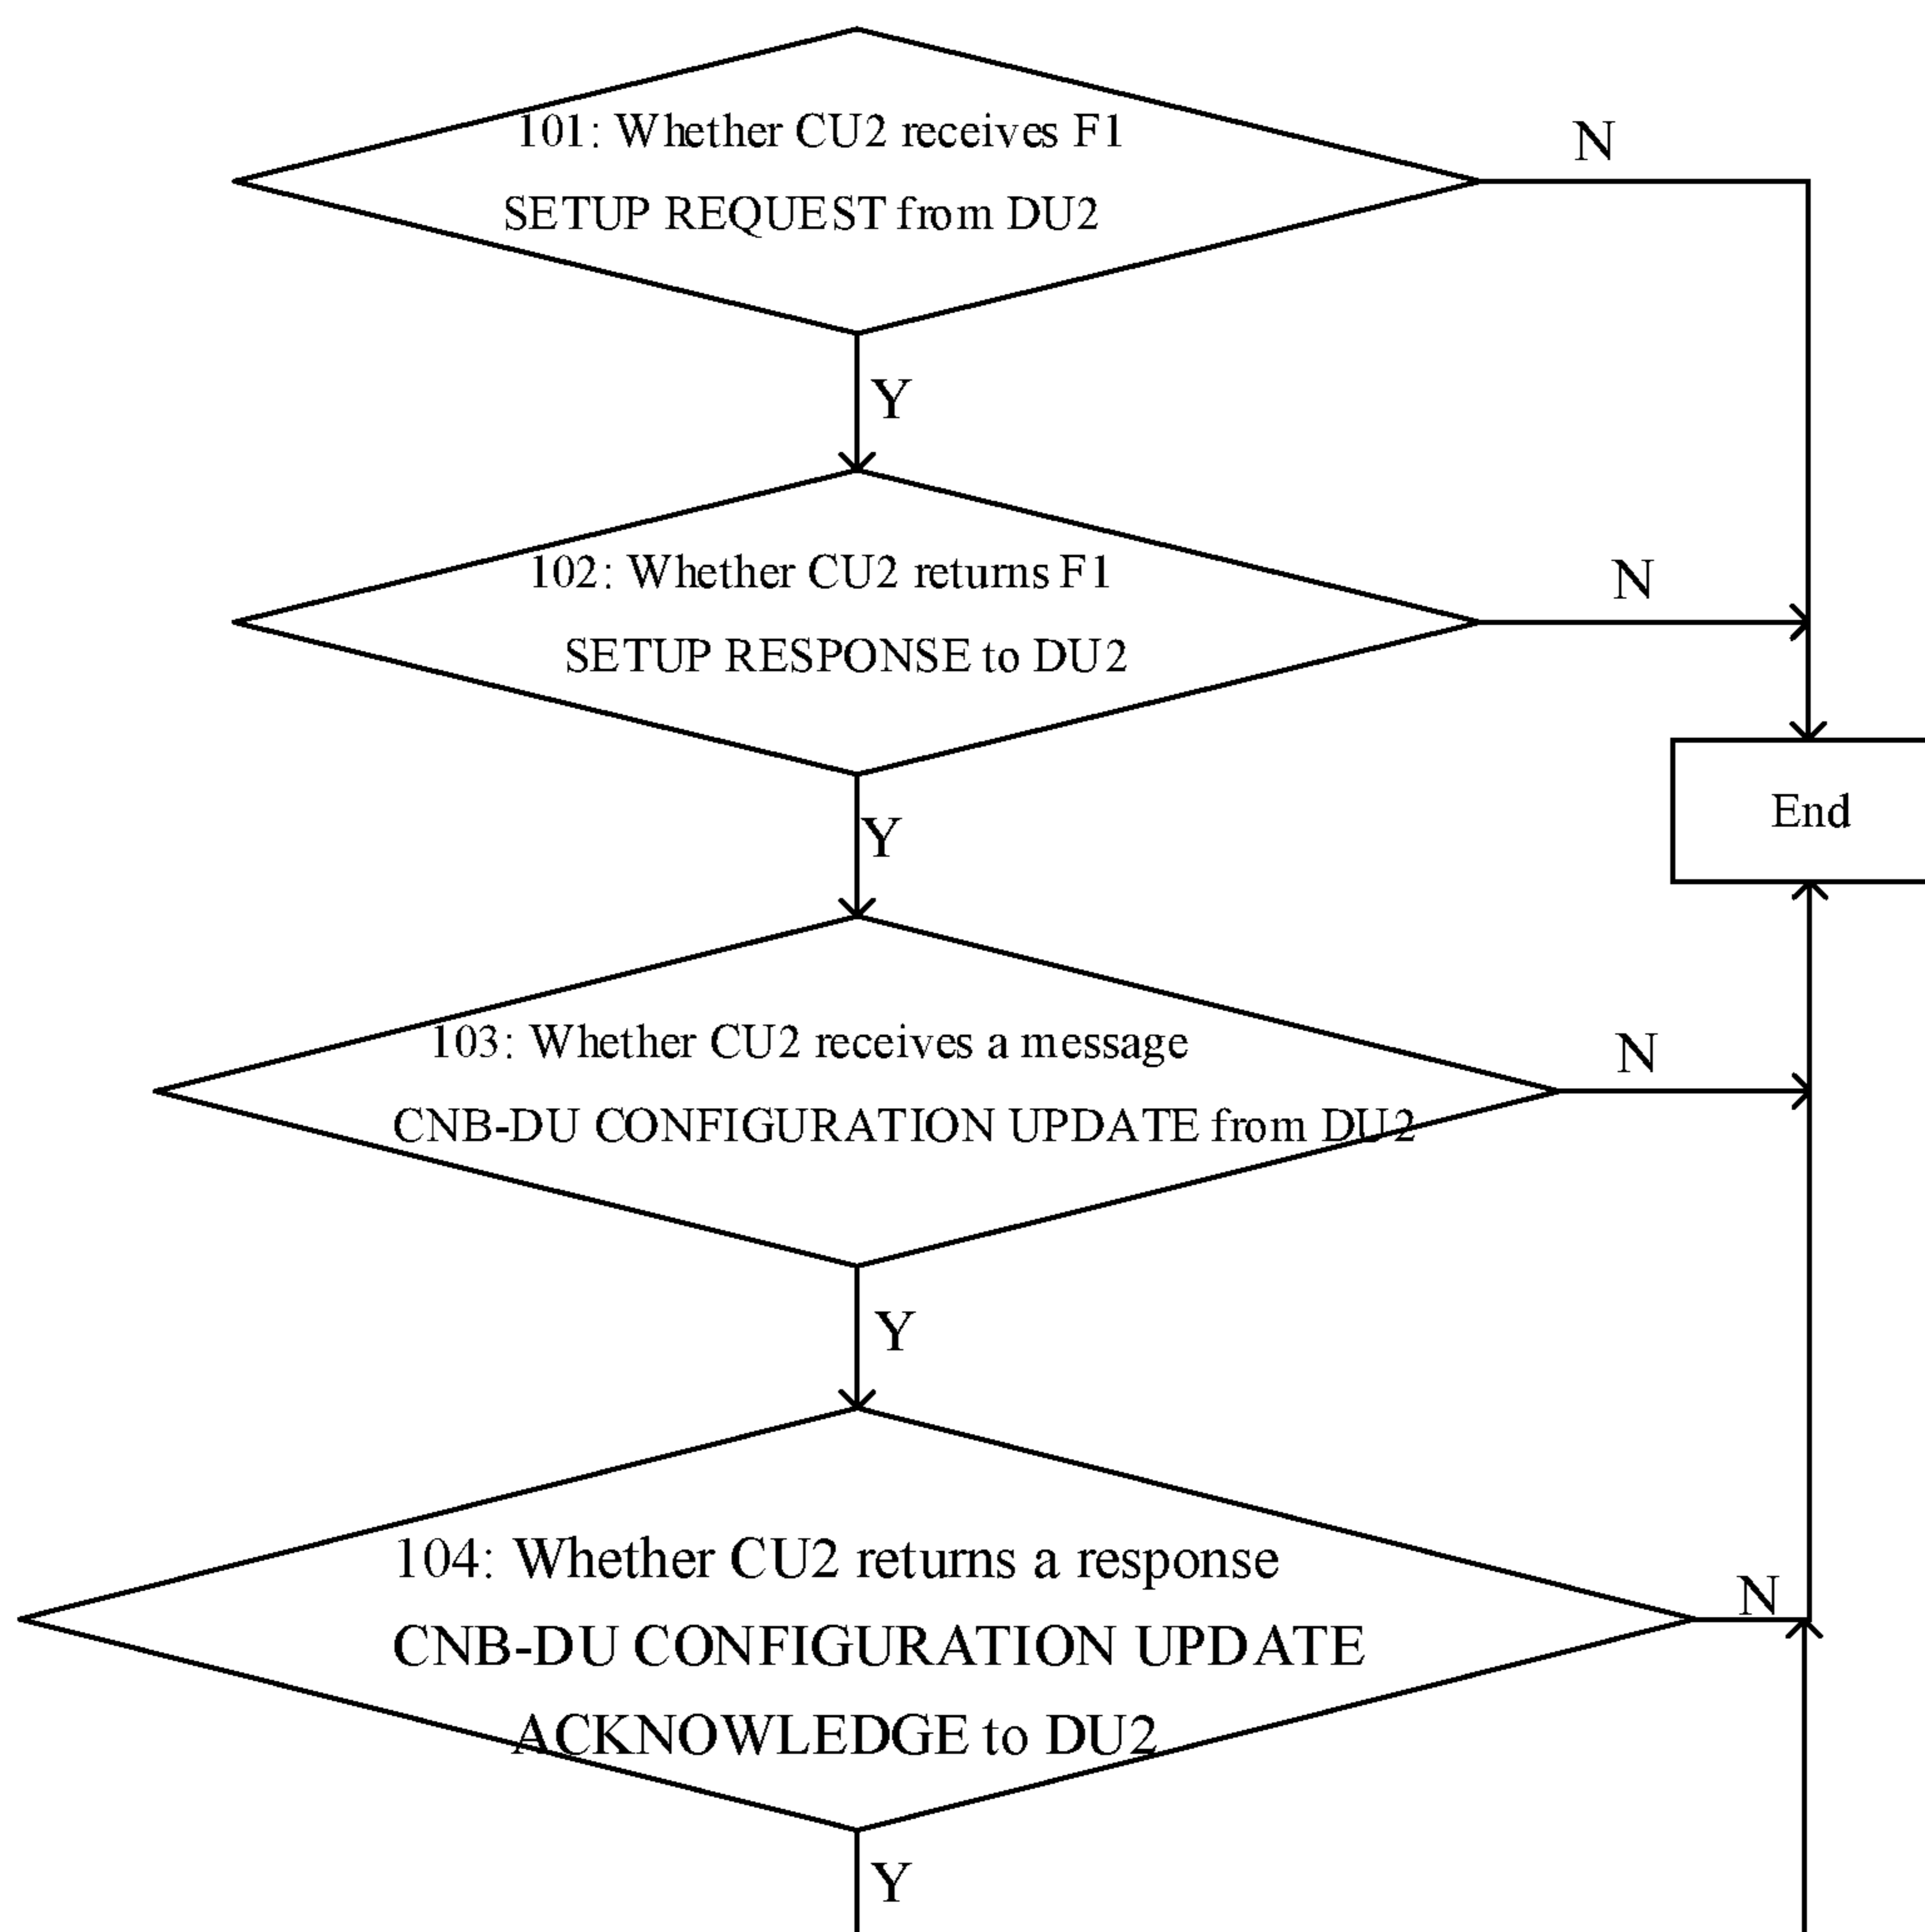 101: Whether CU2 receives F1
SETUP REQUEST from DU2
N
Y
102: Whether CU2 returns F1
SETUP RESPONSE to DU2
N
End
Y
103: Whether CU2 receives a message
CNB-DU CONFIGURATION UPDATE from DU2
N
Y
104: Whether CU2 returns a response
CNB-DU CONFIGURATION UPDATE
ACKNOWLEDGE to DU2
N
Y